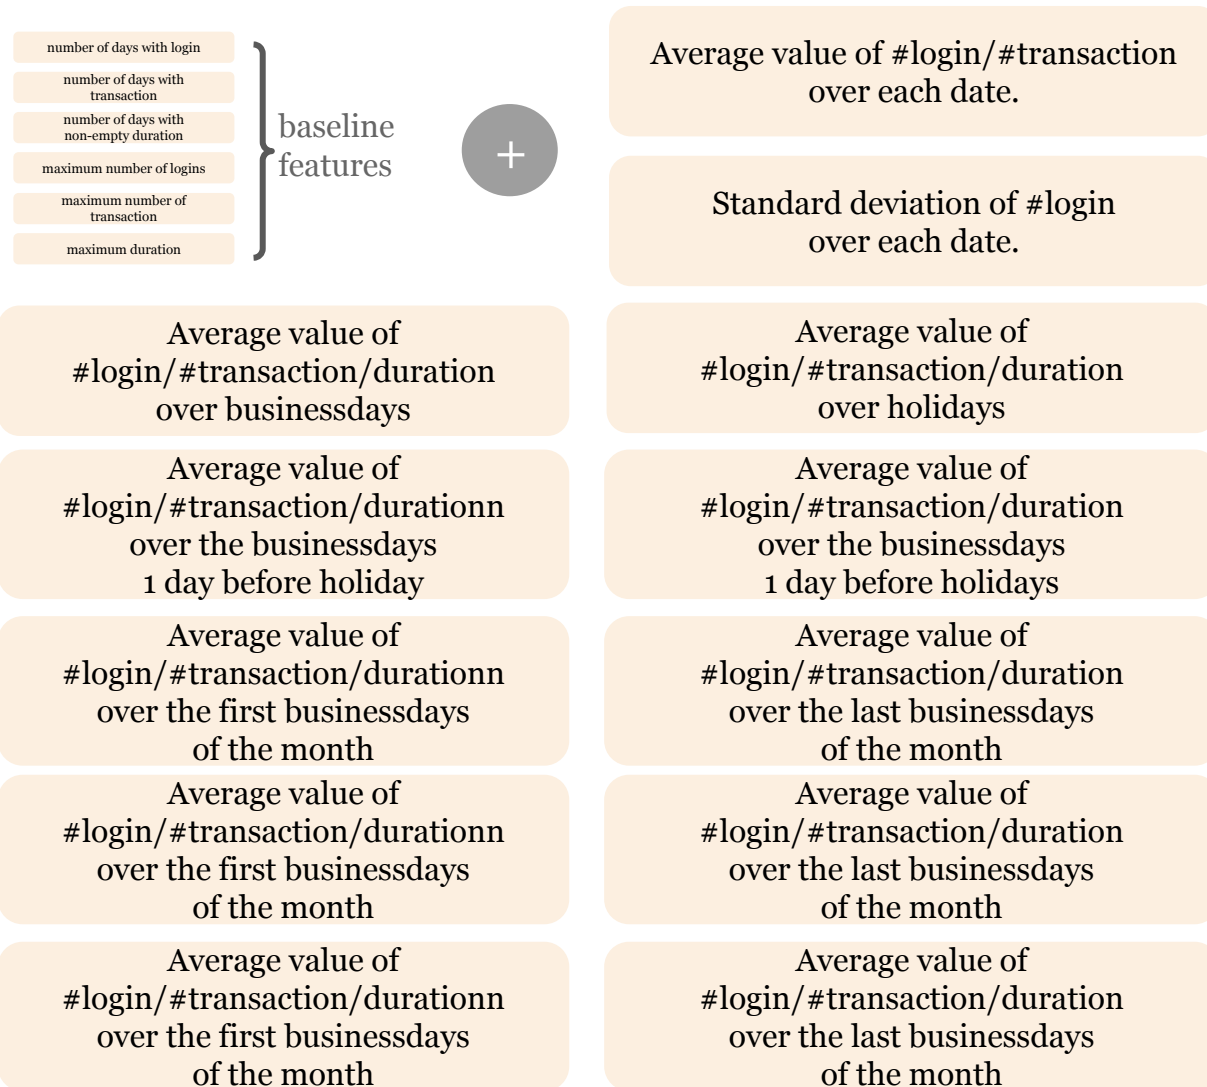 number of days with login
number of days with
transaction
number of days with
non-empty duration
maximum number of logins
maximum number of
transaction
maximum duration
baseline
features
+
Average value of #login/#transaction
over each date.
Standard deviation of #login
over each date.
Average value of
#login/#transaction/duration
over businessdays
Average value of
#login/#transaction/duration
over holidays
Average value of
#login/#transaction/durationn
over the businessdays
1 day before holiday
Average value of
#login/#transaction/duration
over the businessdays
1 day before holidays
Average value of
#login/#transaction/durationn
over the first businessdays
of the month
Average value of
#login/#transaction/duration
over the last businessdays
of the month
Average value of
#login/#transaction/durationn
over the first businessdays
of the month
Average value of
#login/#transaction/duration
over the last businessdays
of the month
Average value of
#login/#transaction/durationn
over the first businessdays
of the month
Average value of
#login/#transaction/duration
over the last businessdays
of the month